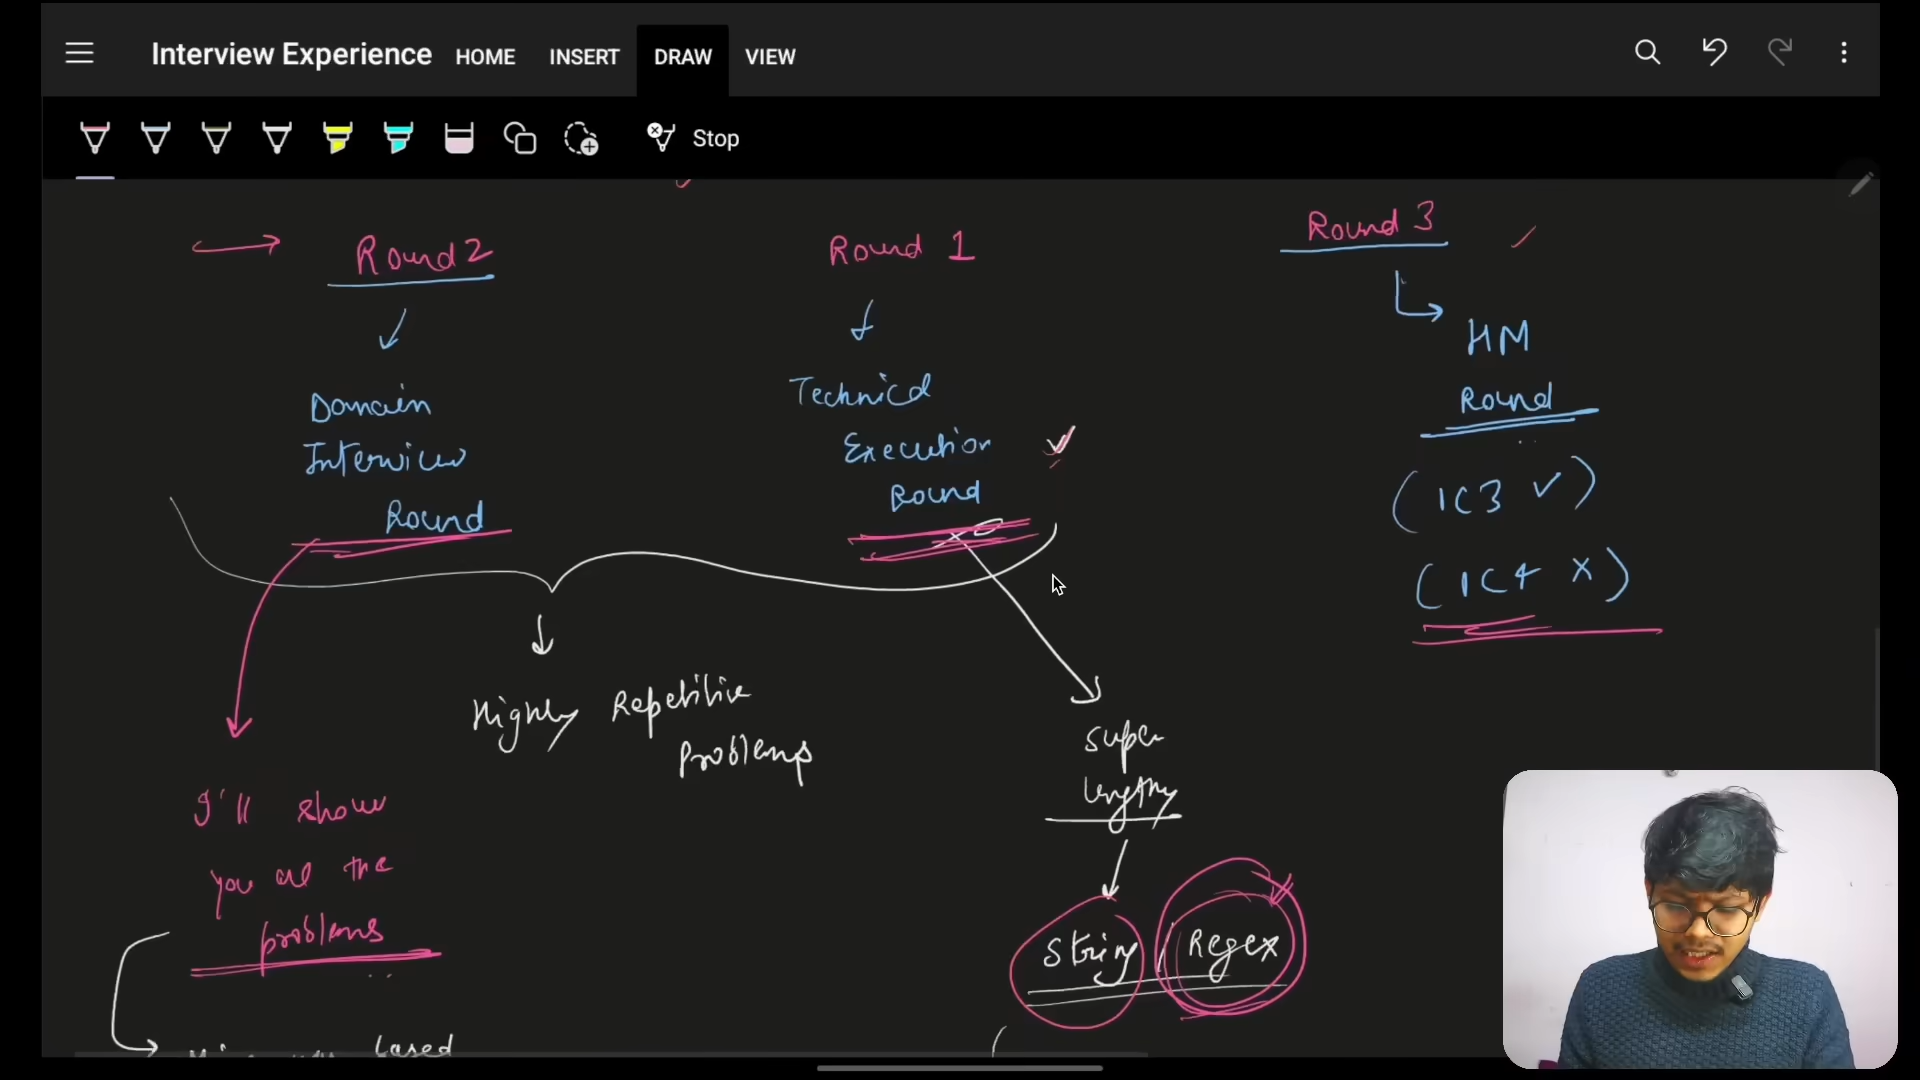 Interview Experience HOME INSERT DRAW VIEW
Stop
Round 2
Domain
Interview
Round
Round 1
Technical
Execution
Round
Round 3
HM
Round
(IC3 ✓)
(IC4 X)
Highly Repetitive
Problems
Super
lengthy
String, Regex
I'll show
you all the
problems
based